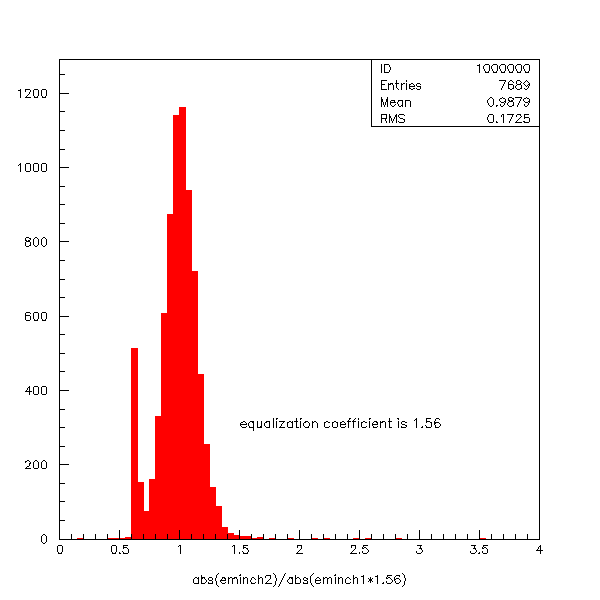 ID 1000000
Entries 7689
Mean 0.9879
RMS 0.1725
1200
1000
800
600
400
200
0
equalization coefficient is 1.56
0 0.5 1 1.5 2 2.5 3 3.5 4
abs(eminch2)/abs(eminch1*1.56)